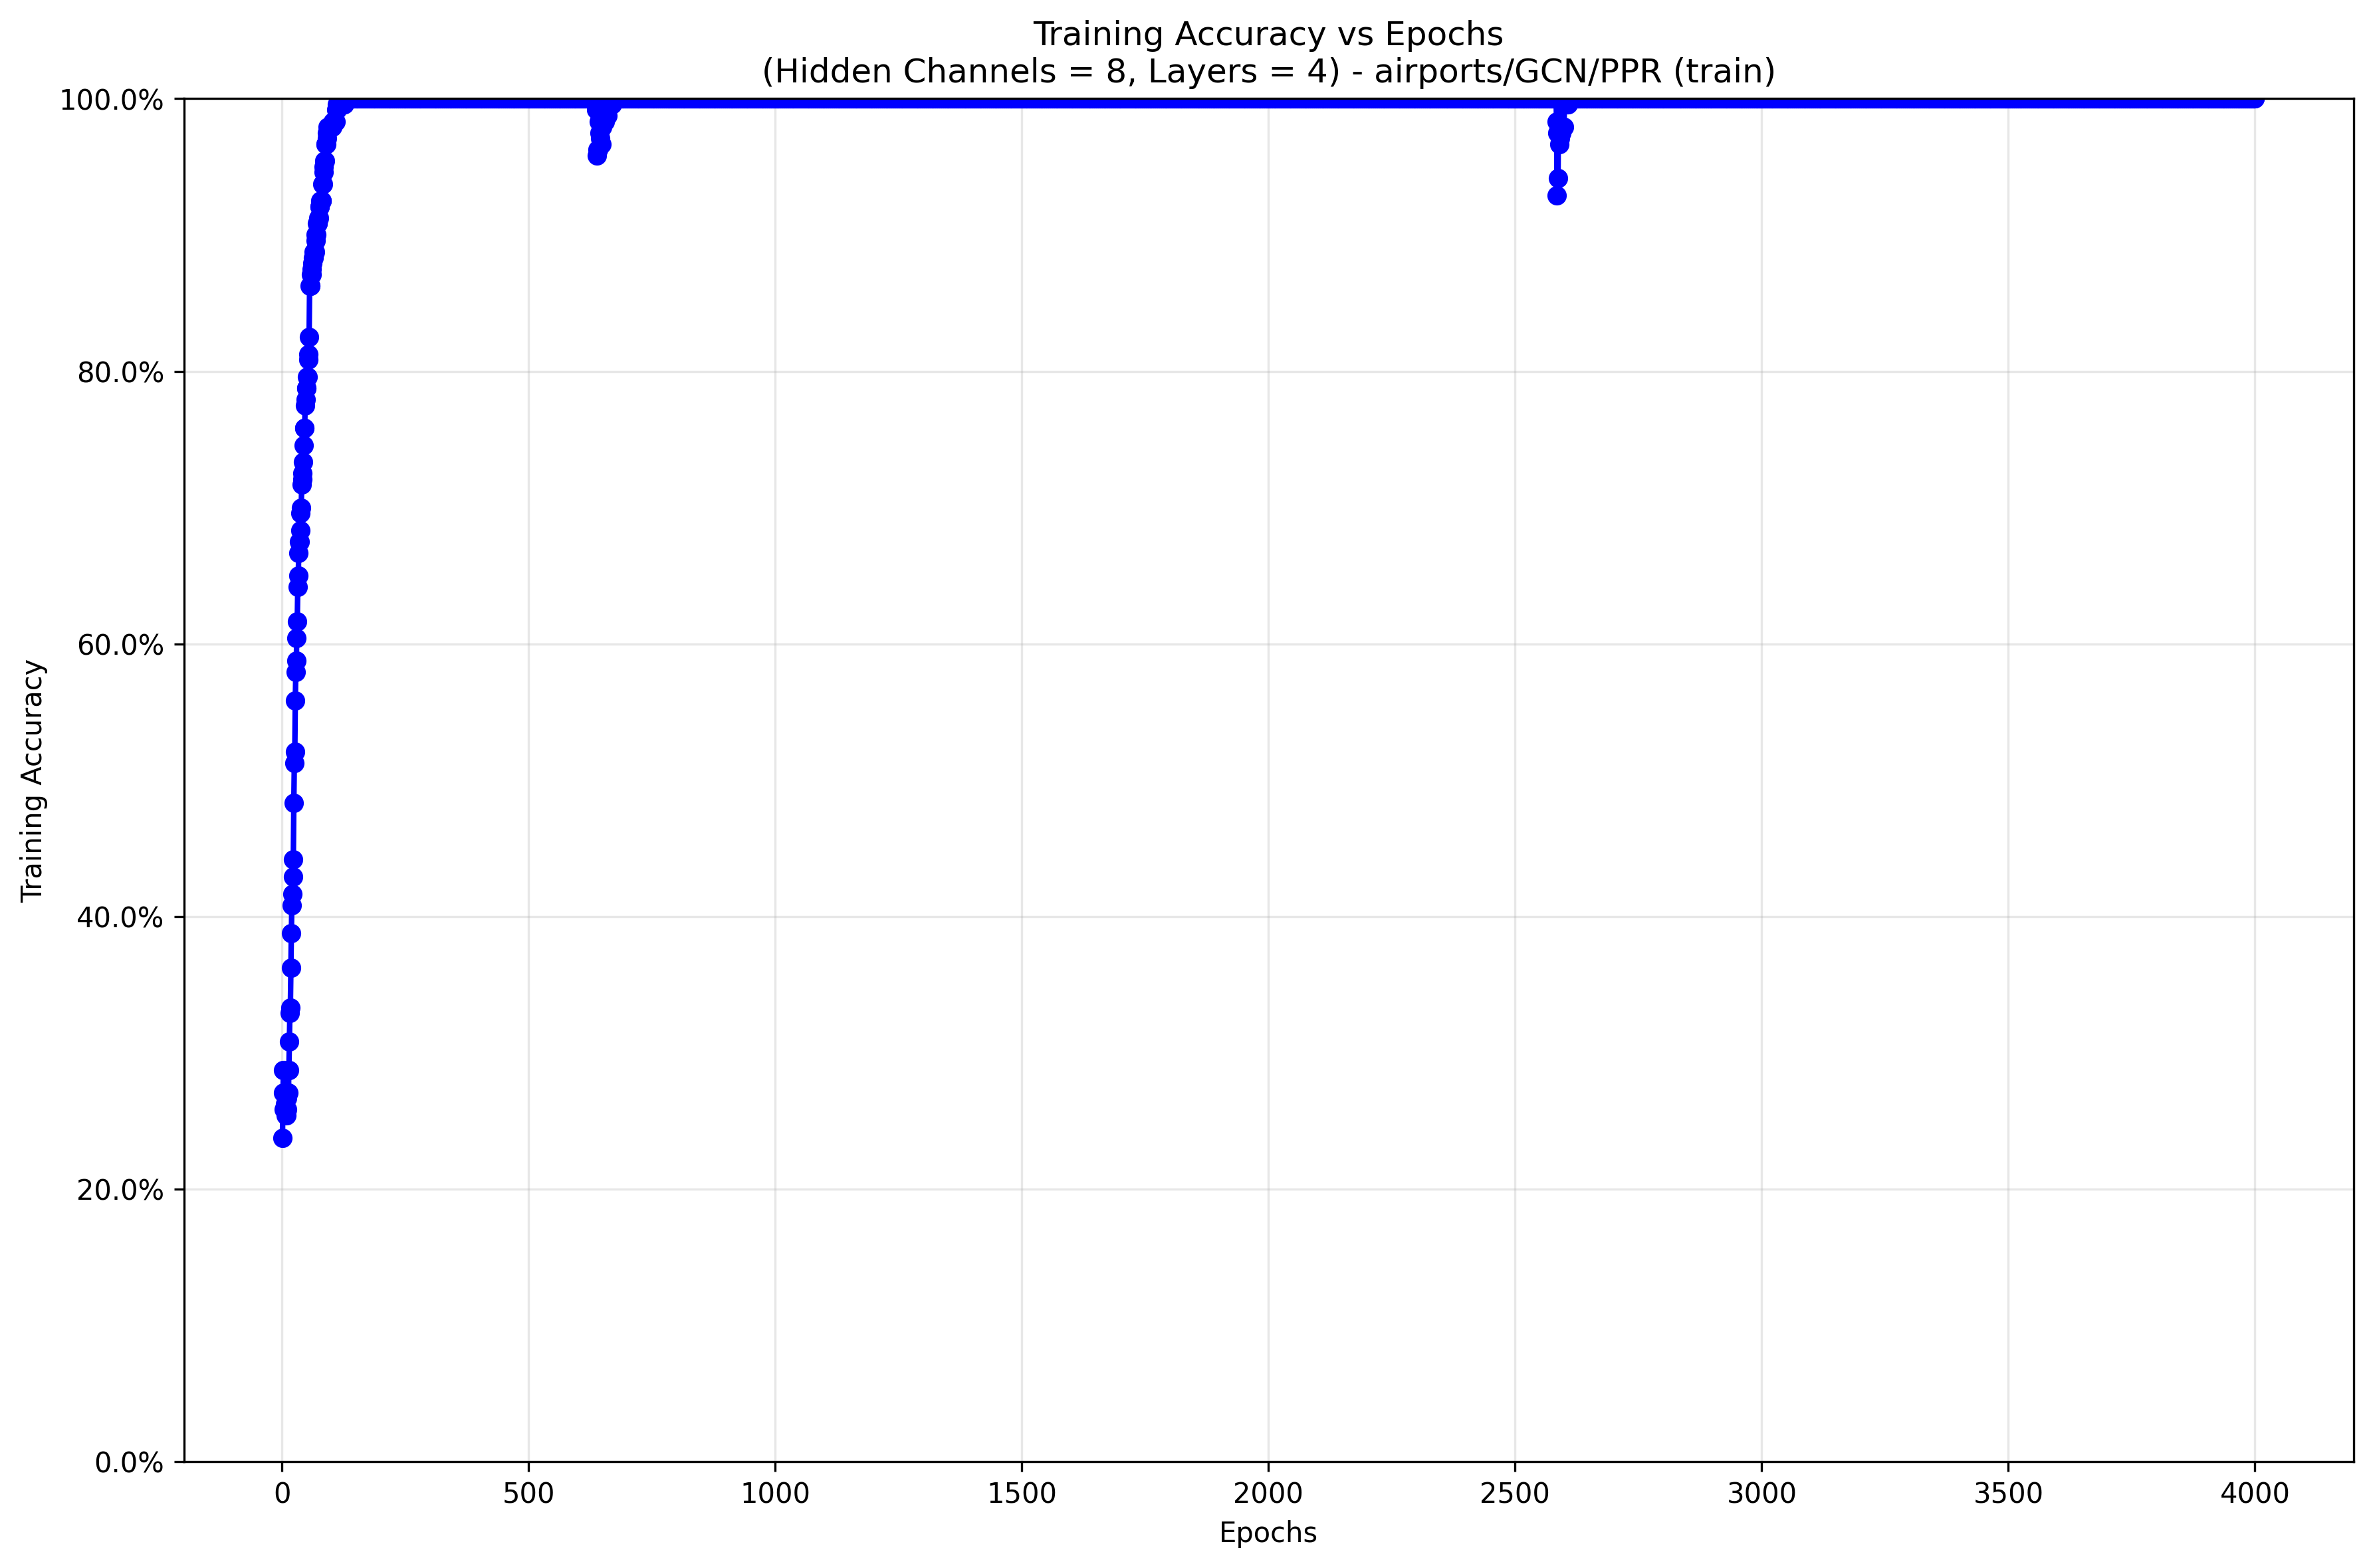 Training Accuracy vs Epochs
(Hidden Channels = 8, Layers = 4) - airports/GCN/PPR (train)
100.0%
80.0%
60.0%
40.0%
20.0%
0.0%
Training Accuracy
0 500 1000 1500 2000 2500 3000 3500 4000
Epochs